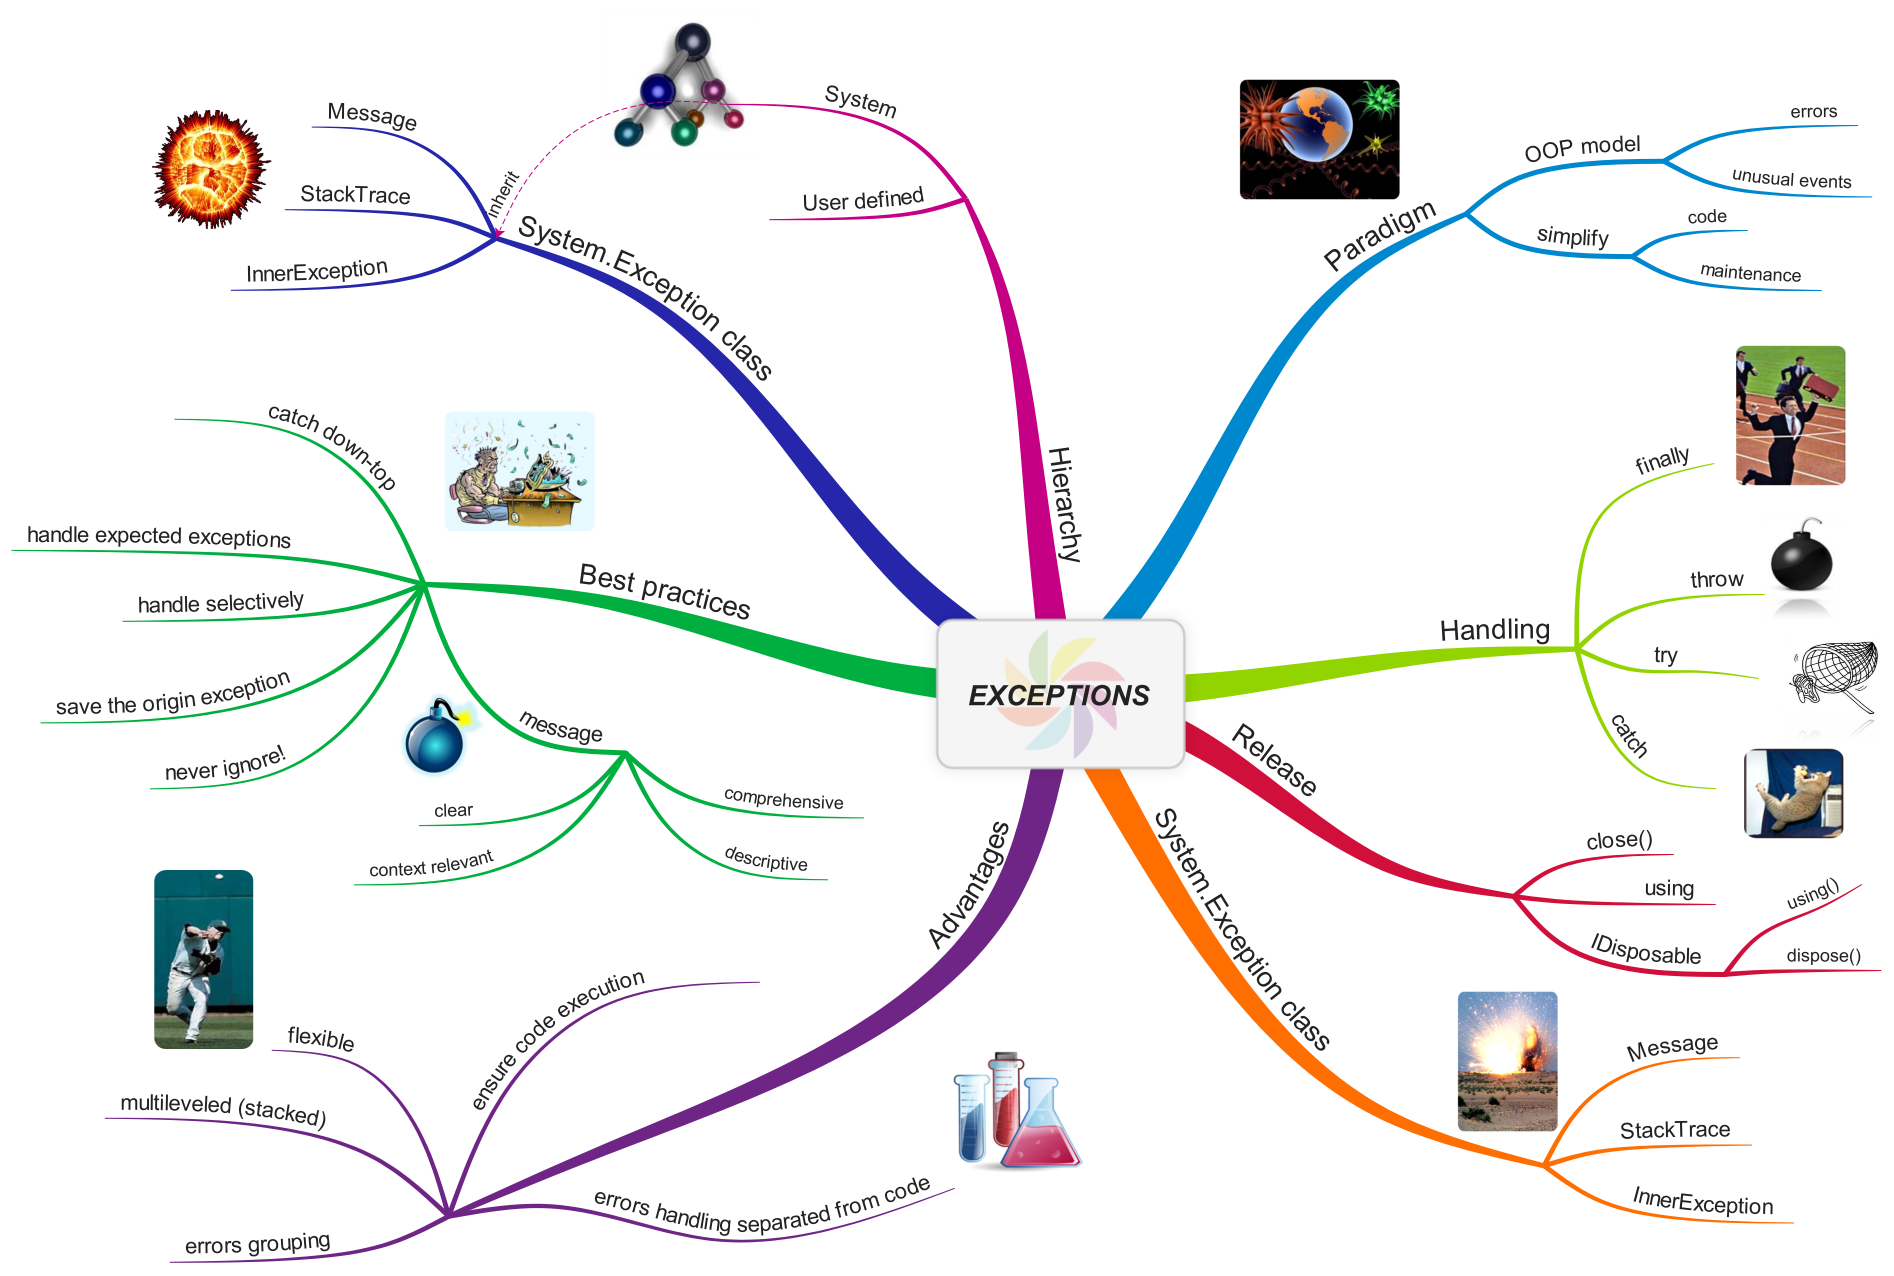 EXCEPTIONS
Paradigm
OOP model
errors
unusual events
simplify
code
maintenance
Handling
finally
throw
try
catch
Release
close()
using
IDisposable
using()
dispose()
System.Exception class
Message
StackTrace
InnerException
Advantages
ensure code execution
flexible
multileveled (stacked)
errors grouping
errors handling separated from code
Best practices
catch down-top
handle expected exceptions
handle selectively
save the origin exception
never ignore!
message
clear
context relevant
comprehensive
descriptive
System.Exception class
Message
StackTrace
InnerException
inherit
Hierarchy
System
User defined